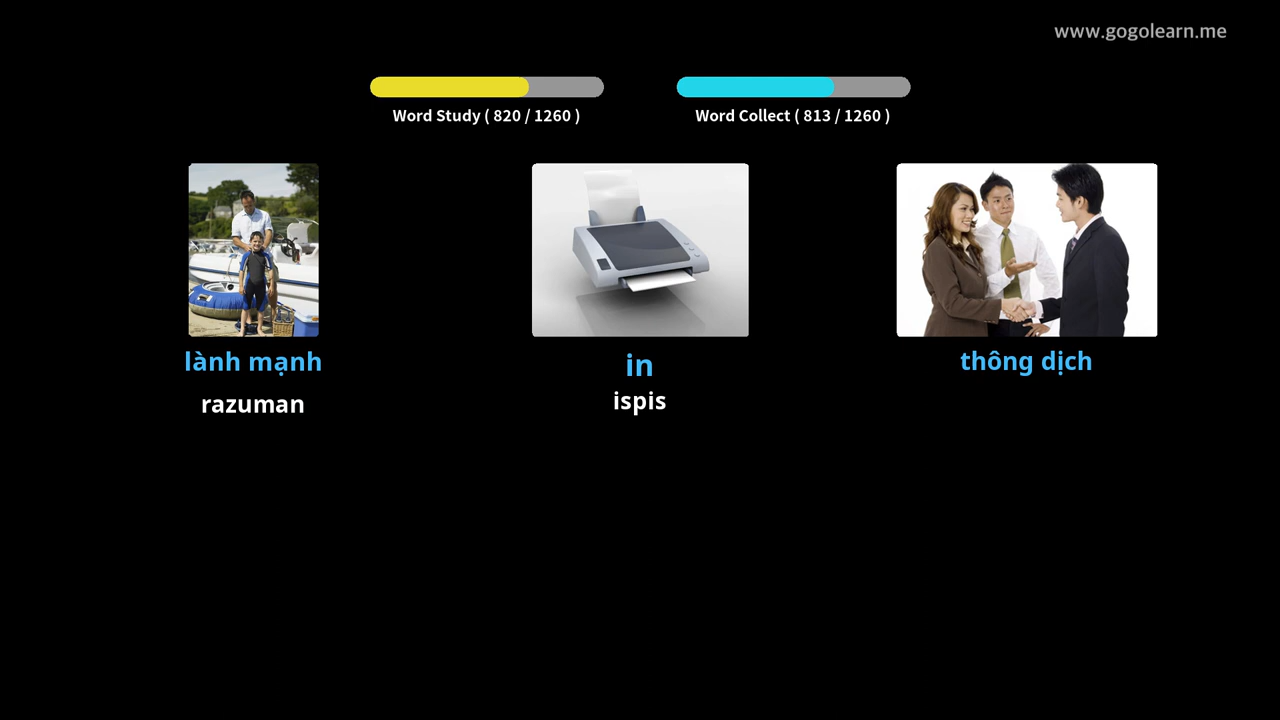 www.gogolearn.me
Word Study ( 820 / 1260 )
Word Collect ( 813 / 1260 )
lành mạnh
razuman
in
ispis
thông dịch